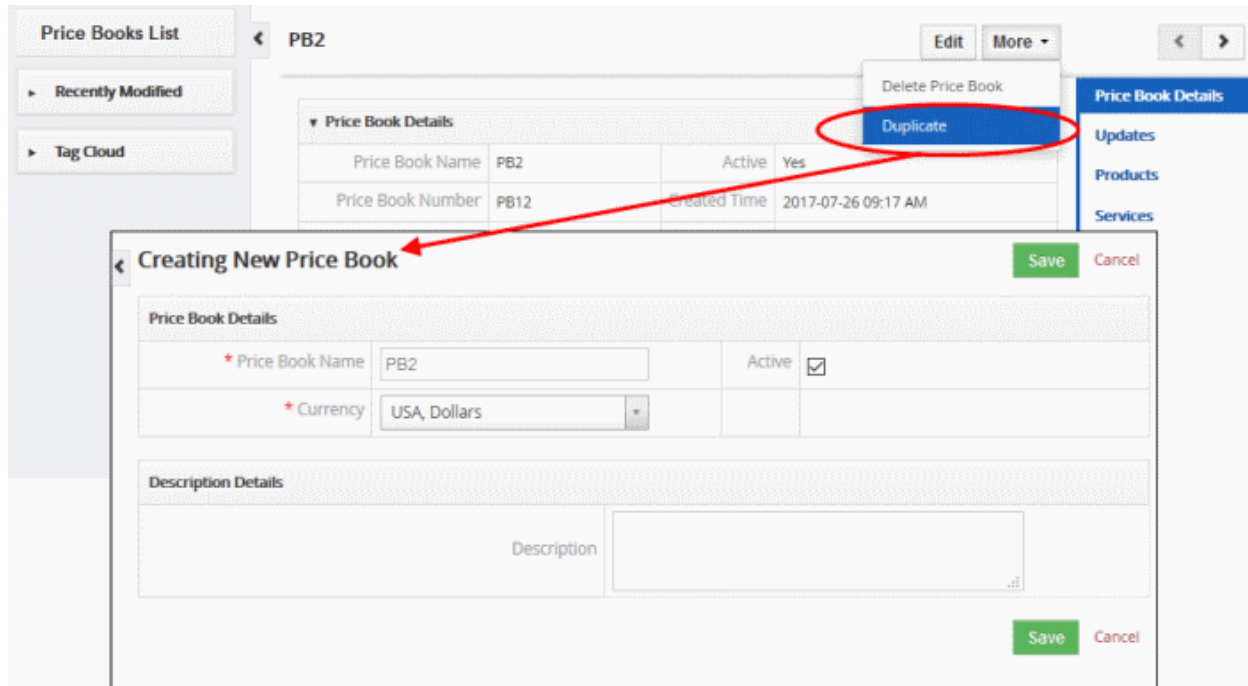 Price Books List
PB2
Edit
More
Recently Modified
Tag Cloud
Delete Price Book
Duplicate
Price Book Details
Updates
Products
Services
Price Book Details
Price Book Name PB2 Active Yes
Price Book Number PB12 Created Time 2017-07-26 09:17 AM
Creating New Price Book
Save
Cancel
Price Book Details
* Price Book Name PB2 Active
* Currency USA, Dollars
Description Details
Description
Save
Cancel